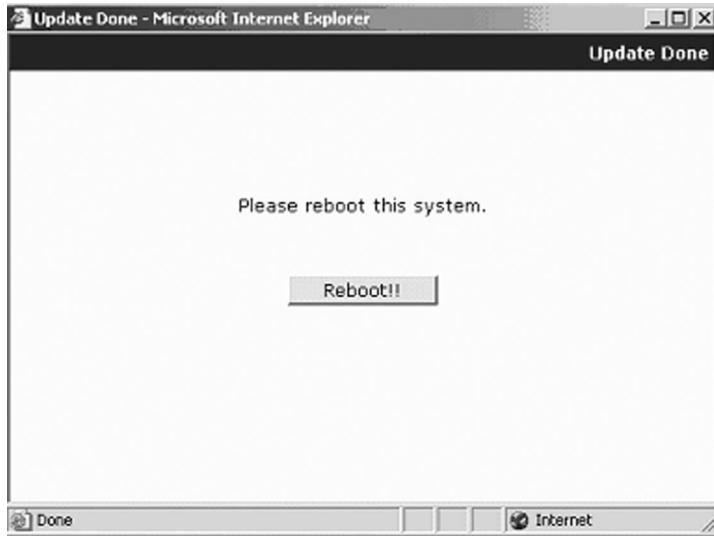 Update Done - Microsoft Internet Explorer
Update Done
Please reboot this system.
Reboot!!
Done
Internet